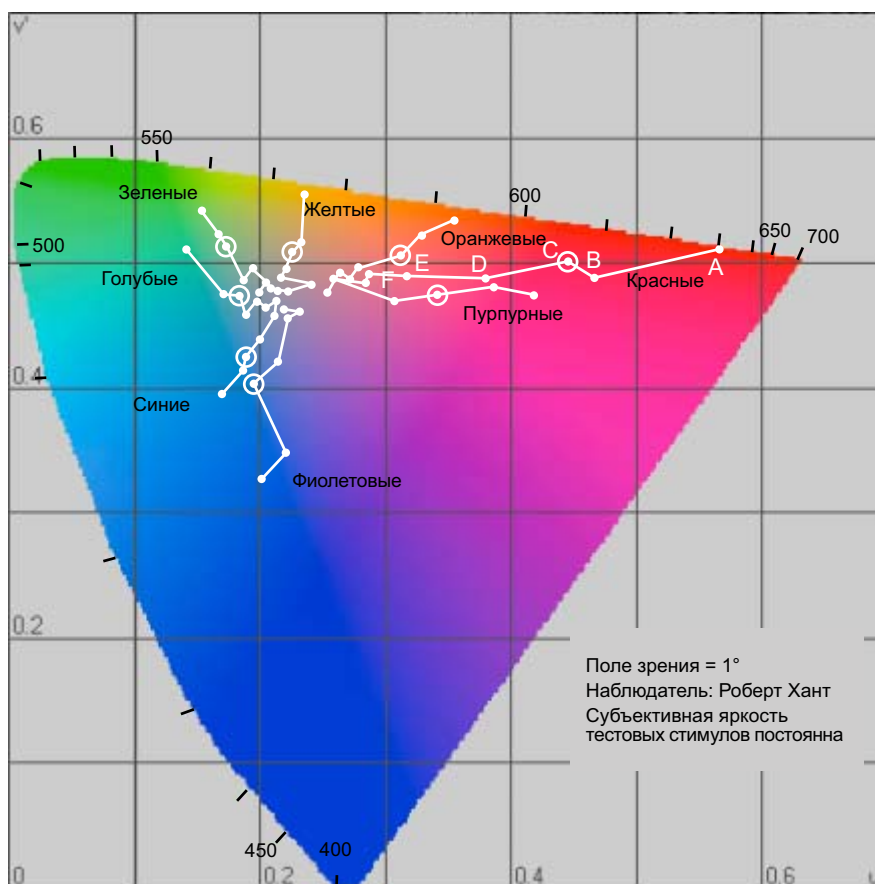 v'
0.6
550
Зеленые
Желтые
600
Оранжевые
650
700
500
Голубые
C
B
A
E
D
F
Красные
Пурпурные
0.4
Синие
Фиолетовые
0.2
Поле зрения = 1°
Наблюдатель: Роберт Хант
Субъективная яркость
тестовых стимулов постоянна
450
400
0
0.2
0.4
0.6